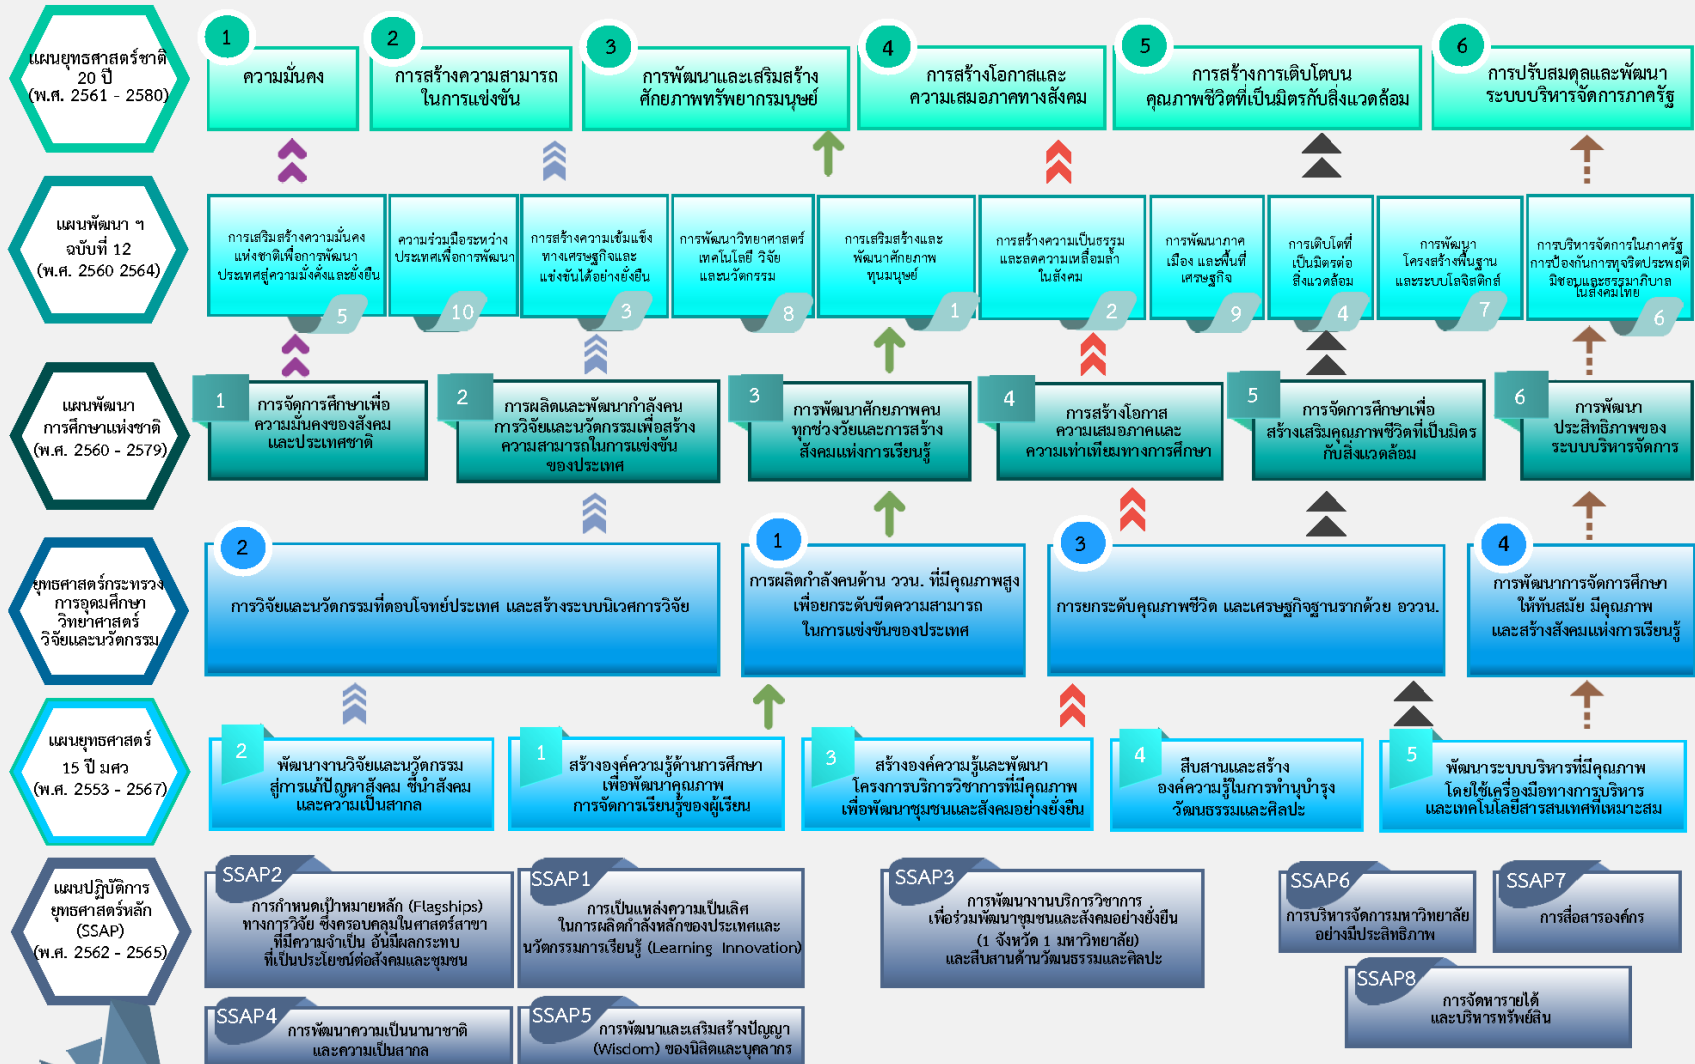 แผนยุทธศาสตร์ชาติ
20 ปี
(พ.ศ. 2561 - 2580)
1
ความมั่นคง
2
การสร้างความสามารถ
ในการแข่งขัน
3
การพัฒนาและเสริมสร้าง
ศักยภาพทรัพยากรมนุษย์
4
การสร้างโอกาสและ
ความเสมอภาคทางสังคม
5
การสร้างการเติบโตบน
คุณภาพชีวิตที่เป็นมิตรกับสิ่งแวดล้อม
6
การปรับสมดุลและพัฒนา
ระบบบริหารจัดการภาครัฐ
แผนพัฒนา ฯ
ฉบับที่ 12
(พ.ศ. 2560 2564)
การเสริมสร้างความมั่นคง
แห่งชาติเพื่อการพัฒนา
ประเทศสู่ความมั่งคั่งและยั่งยืน
5
ความร่วมมือระหว่าง
ประเทศเพื่อการพัฒนา
10
การสร้างความเข้มแข็ง
ทางเศรษฐกิจและ
แข่งขันได้อย่างยั่งยืน
3
การพัฒนาวิทยาศาสตร์
เทคโนโลยี วิจัย
และนวัตกรรม
8
การเสริมสร้างและ
พัฒนาศักยภาพ
ทุนมนุษย์
1
การสร้างความเป็นธรรม
และลดความเหลื่อมล้ำ
ในสังคม
2
การพัฒนาภาค
เมือง และพื้นที่
เศรษฐกิจ
9
การเติบโตที่
เป็นมิตรต่อ
สิ่งแวดล้อม
4
การพัฒนา
โครงสร้างพื้นฐาน
และระบบโลจิสติกส์
7
การบริหารจัดการในภาครัฐ
การป้องกันการทุจริตประพฤติ
มิชอบและธรรมาภิบาล
ในสังคมไทย
6
แผนพัฒนา
การศึกษาแห่งชาติ
(พ.ศ. 2560 - 2579)
1
การจัดการศึกษาเพื่อ
ความมั่นคงของสังคม
และประเทศชาติ
2
การผลิตและพัฒนากำลังคน
การวิจัยและนวัตกรรมเพื่อสร้าง
ความสามารถในการแข่งขัน
ของประเทศ
3
การพัฒนาศักยภาพคน
ทุกช่วงวัยและการสร้าง
สังคมแห่งการเรียนรู้
4
การสร้างโอกาส
ความเสมอภาคและ
ความเท่าเทียมทางการศึกษา
5
การจัดการศึกษาเพื่อ
สร้างเสริมคุณภาพชีวิตที่เป็นมิตร
กับสิ่งแวดล้อม
6
การพัฒนา
ประสิทธิภาพของ
ระบบบริหารจัดการ
ยุทธศาสตร์กระทรวง
การอุดมศึกษา
วิทยาศาสตร์
วิจัยและนวัตกรรม
2
การวิจัยและนวัตกรรมที่ตอบโจทย์ประเทศ และสร้างระบบนิเวศการวิจัย
1
การผลิตกำลังคนด้าน ววน. ที่มีคุณภาพสูง
เพื่อยกระดับขีดความสามารถ
ในการแข่งขันของประเทศ
3
การยกระดับคุณภาพชีวิต และเศรษฐกิจฐานรากด้วย อววน.
4
การพัฒนาการจัดการศึกษา
ให้ทันสมัย มีคุณภาพ
และสร้างสังคมแห่งการเรียนรู้
แผนยุทธศาสตร์
15 ปี มศว
(พ.ศ. 2553 - 2567)
2
พัฒนางานวิจัยและนวัตกรรม
สู่การแก้ปัญหาสังคม ชี้นำสังคม
และความเป็นสากล
1
สร้างองค์ความรู้ด้านการศึกษา
เพื่อพัฒนาคุณภาพ
การจัดการเรียนรู้ของผู้เรียน
3
สร้างองค์ความรู้และพัฒนา
โครงการบริการวิชาการที่มีคุณภาพ
เพื่อพัฒนาชุมชนและสังคมอย่างยั่งยืน
4
สืบสานและสร้าง
องค์ความรู้ในการทำนุบำรุง
วัฒนธรรมและศิลปะ
5
พัฒนาระบบบริหารที่มีคุณภาพ
โดยใช้เครื่องมือทางการบริหาร
และเทคโนโลยีสารสนเทศที่เหมาะสม
แผนปฏิบัติการ
ยุทธศาสตร์หลัก
(SSAP)
(พ.ศ. 2562 - 2565)
SSAP2
การกำหนดเป้าหมายหลัก (Flagships)
ทางการวิจัย ซึ่งครอบคลุมในศาสตร์สาขา
ที่มีความจำเป็น อันมีผลกระทบ
ที่เป็นประโยชน์ต่อสังคมและชุมชน
SSAP1
การเป็นแหล่งความเป็นเลิศ
ในการผลิตกำลังหลักของประเทศและ
นวัตกรรมการเรียนรู้ (Learning Innovation)
SSAP3
การพัฒนางานบริการวิชาการ
เพื่อร่วมพัฒนาชุมชนและสังคมอย่างยั่งยืน
(1 จังหวัด 1 มหาวิทยาลัย)
และสืบสานด้านวัฒนธรรมและศิลปะ
SSAP6
การบริหารจัดการมหาวิทยาลัย
อย่างมีประสิทธิภาพ
SSAP7
การสื่อสารองค์กร
SSAP4
การพัฒนาความเป็นนานาชาติ
และความเป็นสากล
SSAP5
การพัฒนาและเสริมสร้างปัญญา
(Wisdom) ของนิสิตและบุคลากร
SSAP8
การจัดหารายได้
และบริหารทรัพย์สิน